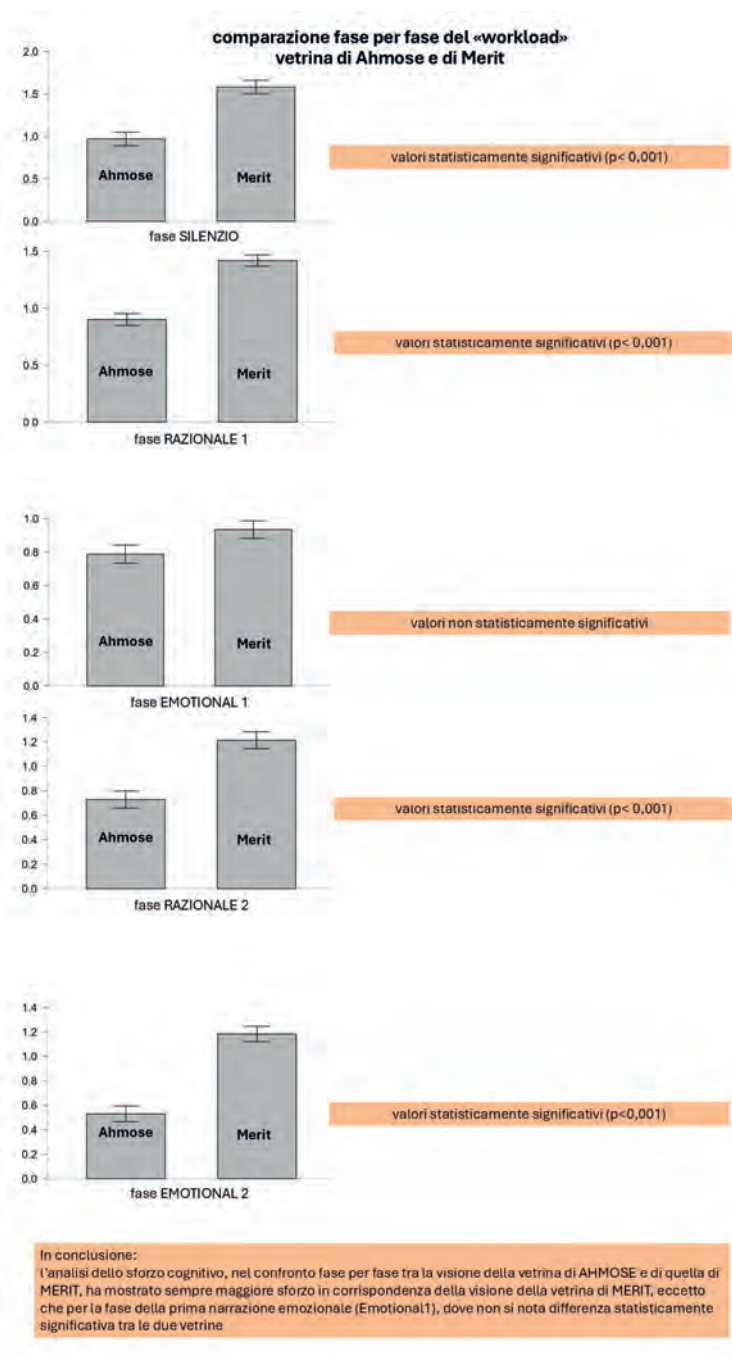 comparazione fase per fase del «workload»
vetrina di Ahmose e di Merit
2.0
1.5
1.0
0.5
0.0
Ahmose
Merit
fase SILENZIO
valori statisticamente significativi (p< 0,001)
1.5
1.0
0.5
0.0
Ahmose
Merit
fase RAZIONALE 1
valori statisticamente significativi (p< 0,001)
1.0
0.8
0.6
0.4
0.2
0.0
Ahmose
Merit
fase EMOTIONAL 1
valori non statisticamente significativi
1.4
1.2
1.0
0.8
0.6
0.4
0.2
0.0
Ahmose
Merit
fase RAZIONALE 2
valori statisticamente significativi (p< 0,001)
1.4
1.2
1.0
0.8
0.6
0.4
0.2
0.0
Ahmose
Merit
fase EMOTIONAL 2
valori statisticamente significativi (p<0,001)
In conclusione:
l'analisi dello sforzo cognitivo, nel confronto fase per fase tra la visione della vetrina di AHMOSE e di quella di
MERIT, ha mostrato sempre maggiore sforzo in corrispondenza della visione della vetrina di MERIT, eccetto
che per la fase della prima narrazione emozionale (Emotional1), dove non si nota differenza statisticamente
significativa tra le due vetrine